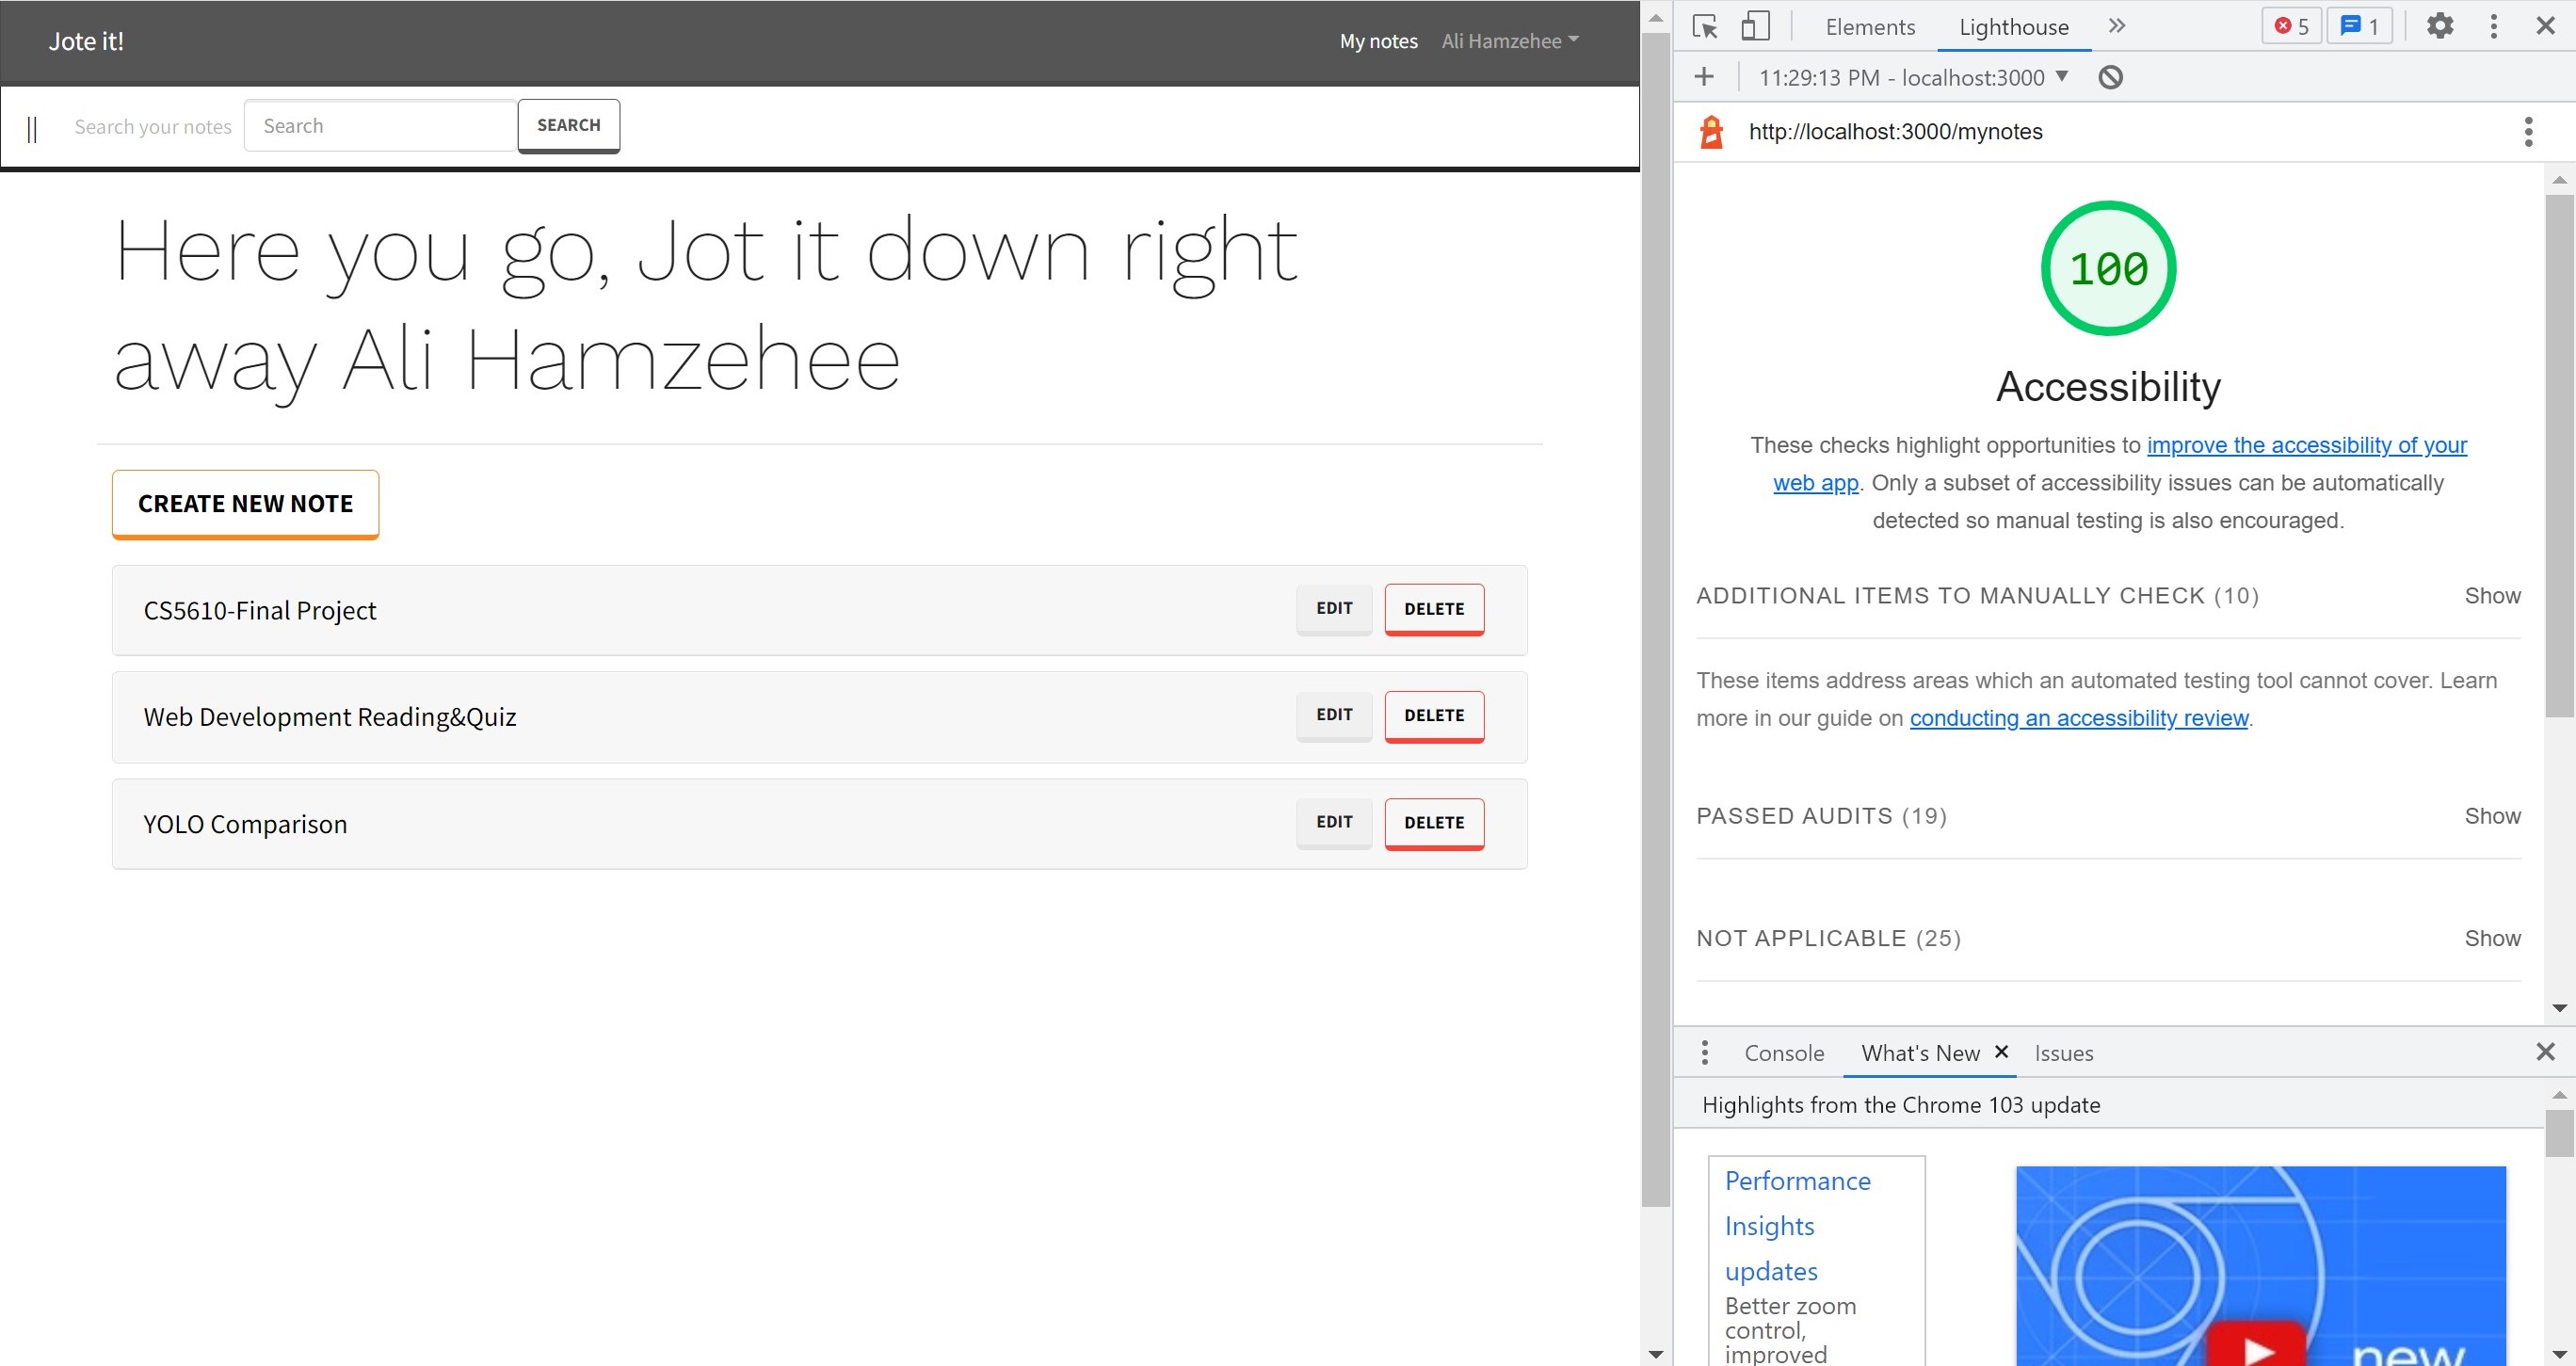 Jote it!
My notes Ali Hamzehee
|| Search your notes Search SEARCH
Here you go, Jot it down right
away Ali Hamzehee
CREATE NEW NOTE
CS5610-Final Project EDIT DELETE
Web Development Reading&Quiz EDIT DELETE
YOLO Comparison EDIT DELETE
Elements Lighthouse 5 1
11:29:13 PM - localhost:3000
http://localhost:3000/mynotes
100
Accessibility
These checks highlight opportunities to improve the accessibility of your
web app. Only a subset of accessibility issues can be automatically
detected so manual testing is also encouraged.
ADDITIONAL ITEMS TO MANUALLY CHECK (10) Show
These items address areas which an automated testing tool cannot cover. Learn
more in our guide on conducting an accessibility review.
PASSED AUDITS (19) Show
NOT APPLICABLE (25) Show
Console What's New Issues
Highlights from the Chrome 103 update
Performance
Insights
updates
Better zoom
control,
improved
new